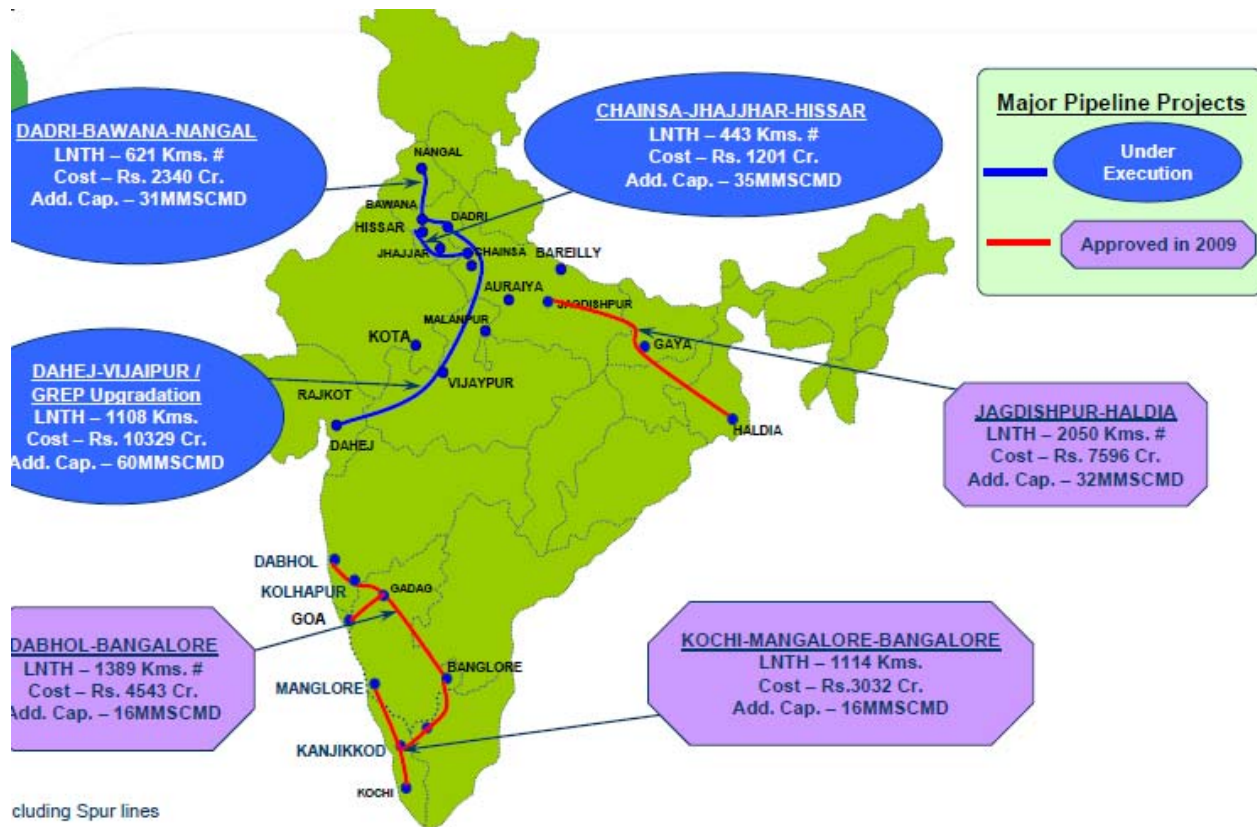 DADRI-BAWANA-NANGAL
LNTH – 621 Kms. #
Cost – Rs. 2340 Cr.
Add. Cap. – 31MMSCMD
CHAINSA-JHAJJHAR-HISSAR
LNTH – 443 Kms. #
Cost – Rs. 1201 Cr.
Add. Cap. – 35MMSCMD
Major Pipeline Projects
Under
Execution
Approved in 2009
NANGAL
BAWANA
DADRI
HISSAR
JHAJJAR
CHAINSA
BAREILLY
AURAIYA
JAGDISHPUR
MALANPUR
KOTA
GAYA
VIJAYPUR
RAJKOT
DAHEJ
HALDIA
DAHEJ-VIJAIPUR /
GREP Upgradation
LNTH – 1108 Kms.
Cost – Rs. 10329 Cr.
Add. Cap. – 60MMSCMD
JAGDISHPUR-HALDIA
LNTH – 2050 Kms. #
Cost – Rs. 7596 Cr.
Add. Cap. – 32MMSCMD
DABHOL
KOLHAPUR
GADAG
GOA
BANGLORE
MANGLORE
KANJIKKOD
KOCHI
DABHOL-BANGALORE
LNTH – 1389 Kms. #
Cost – Rs. 4543 Cr.
Add. Cap. – 16MMSCMD
KOCHI-MANGALORE-BANGALORE
LNTH – 1114 Kms.
Cost – Rs.3032 Cr.
Add. Cap. – 16MMSCMD
cluding Spur lines